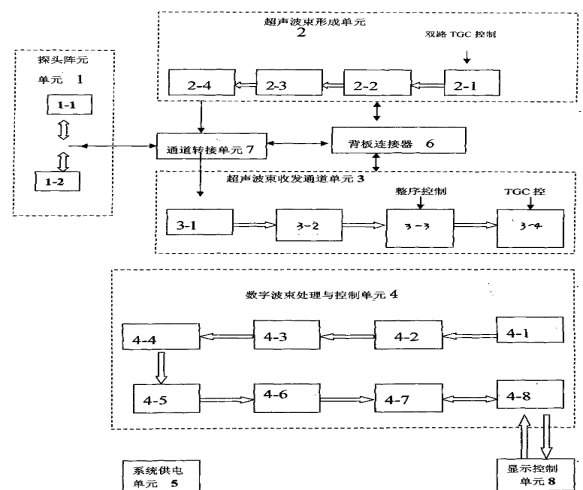 超声波束形成单元
2
双路 TGC 控制
2-4
2-3
2-2
2-1
探头阵元
单元 1
1-1
1-2
通道转接单元 7
背板连接器 6
超声波束收发通道单元 3
整序控制
TGC 控
3-1
3-2
3-3
3-4
数字波束处理与控制单元 4
4-4
4-3
4-2
4-1
4-5
4-6
4-7
4-8
系统供电
单元 5
显示控制
单元 8